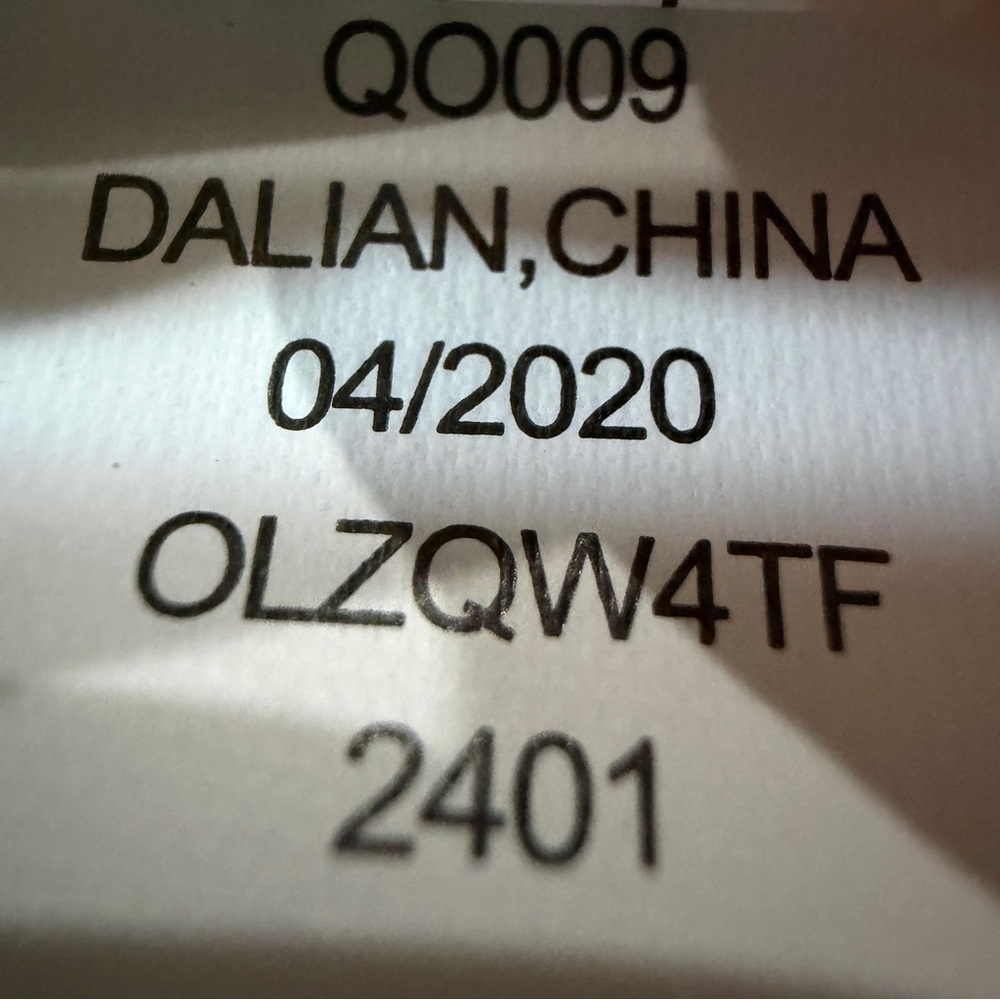 QO009
DALIAN,CHINA
04/2020
OLZQW4TF
2401